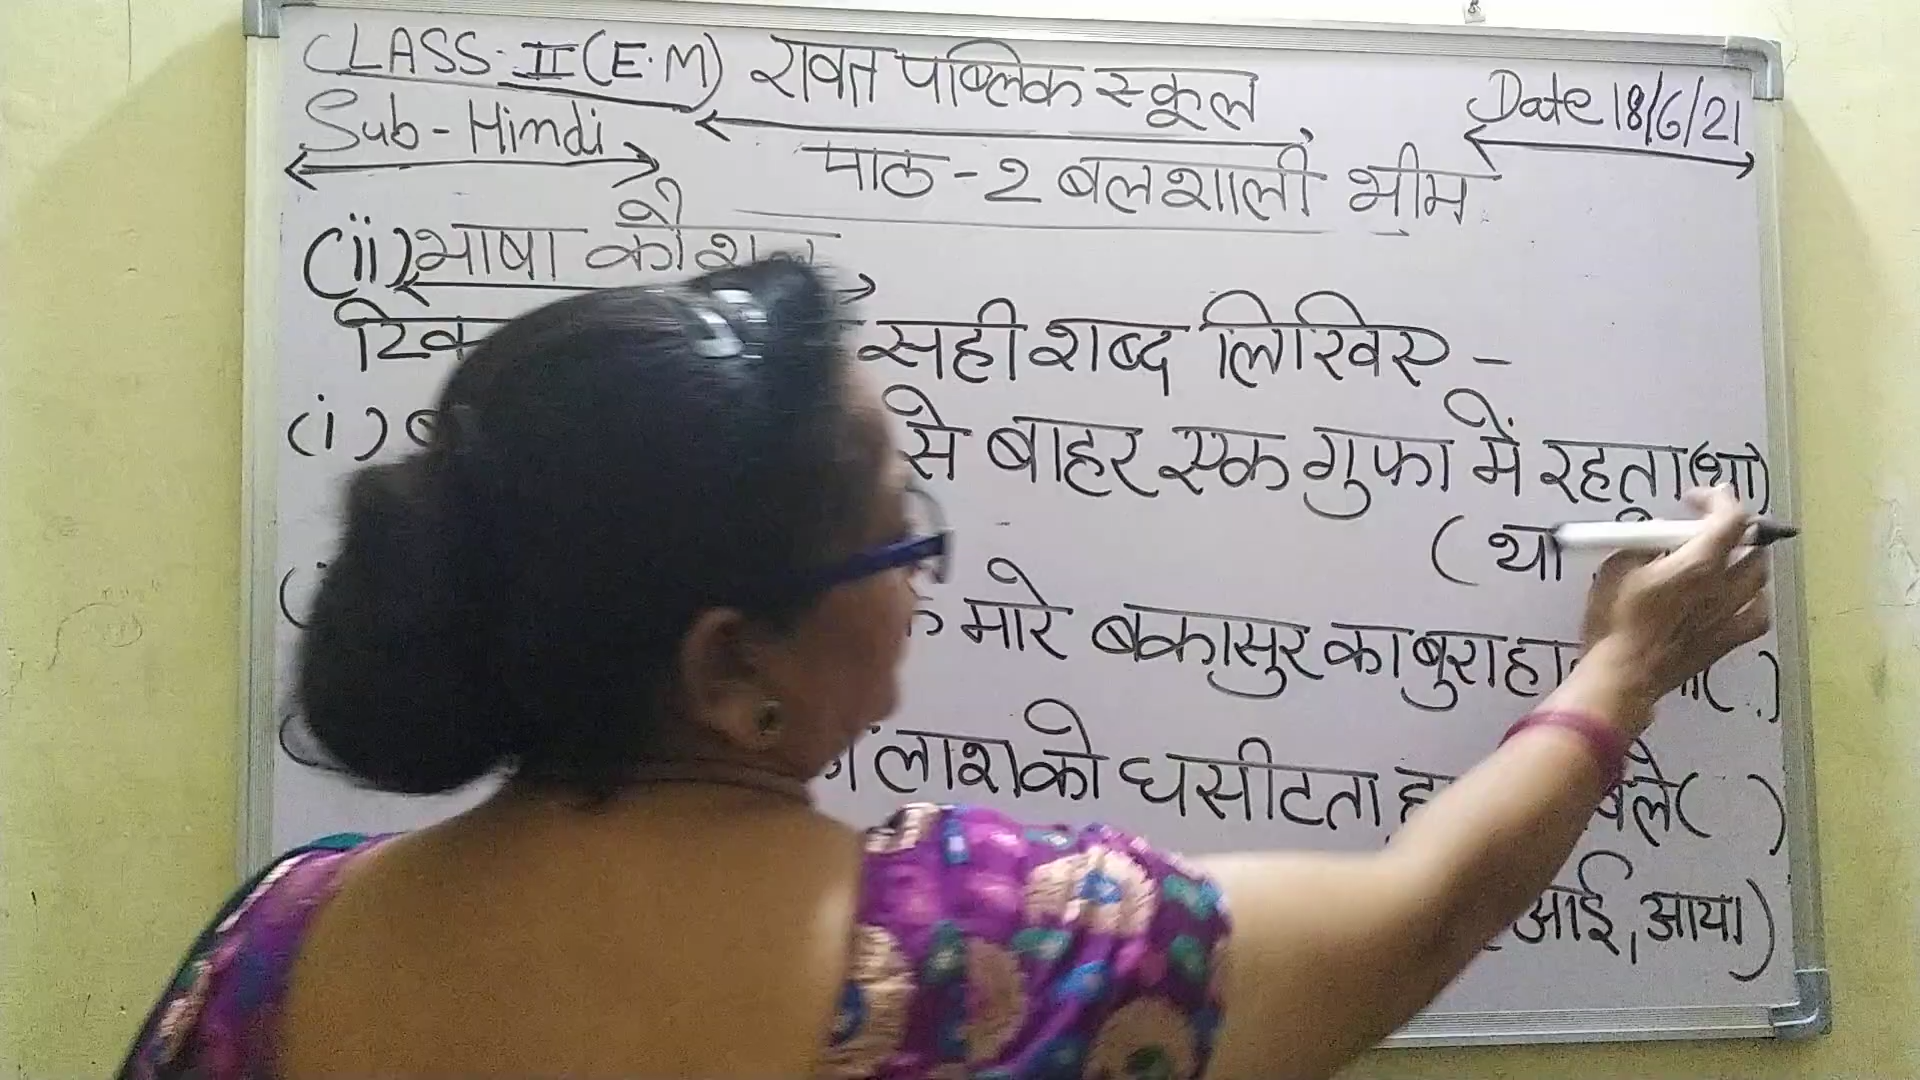 CLASS-II (E.M) रावत पब्लिक स्कूल Date 18/6/21
Sub-Hindi
पाठ-2 बलशाली भीम
(ii) भाषा कौशल
सही शब्द लिखिए -
(i) से बाहर एक गुफा में रहता (था)
(था
मारे बकासुर का बुरा ( )
लाश को घसीटता ( )
आई, आया)